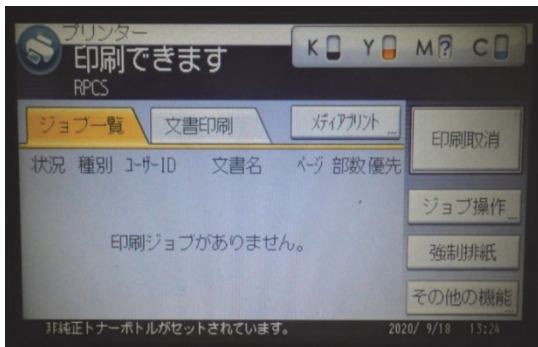 プリンター
印刷できます
RPCS
K Y M? C
ジョブ一覧 文書印刷 メディアプリント
印刷取消
状況 種別 ユーザーID 文書名 ページ 部数 優先
ジョブ操作
印刷ジョブがありません。
強制排紙
その他の機能
非純正トナーボトルがセットされています。 2020/ 9/18 13:24